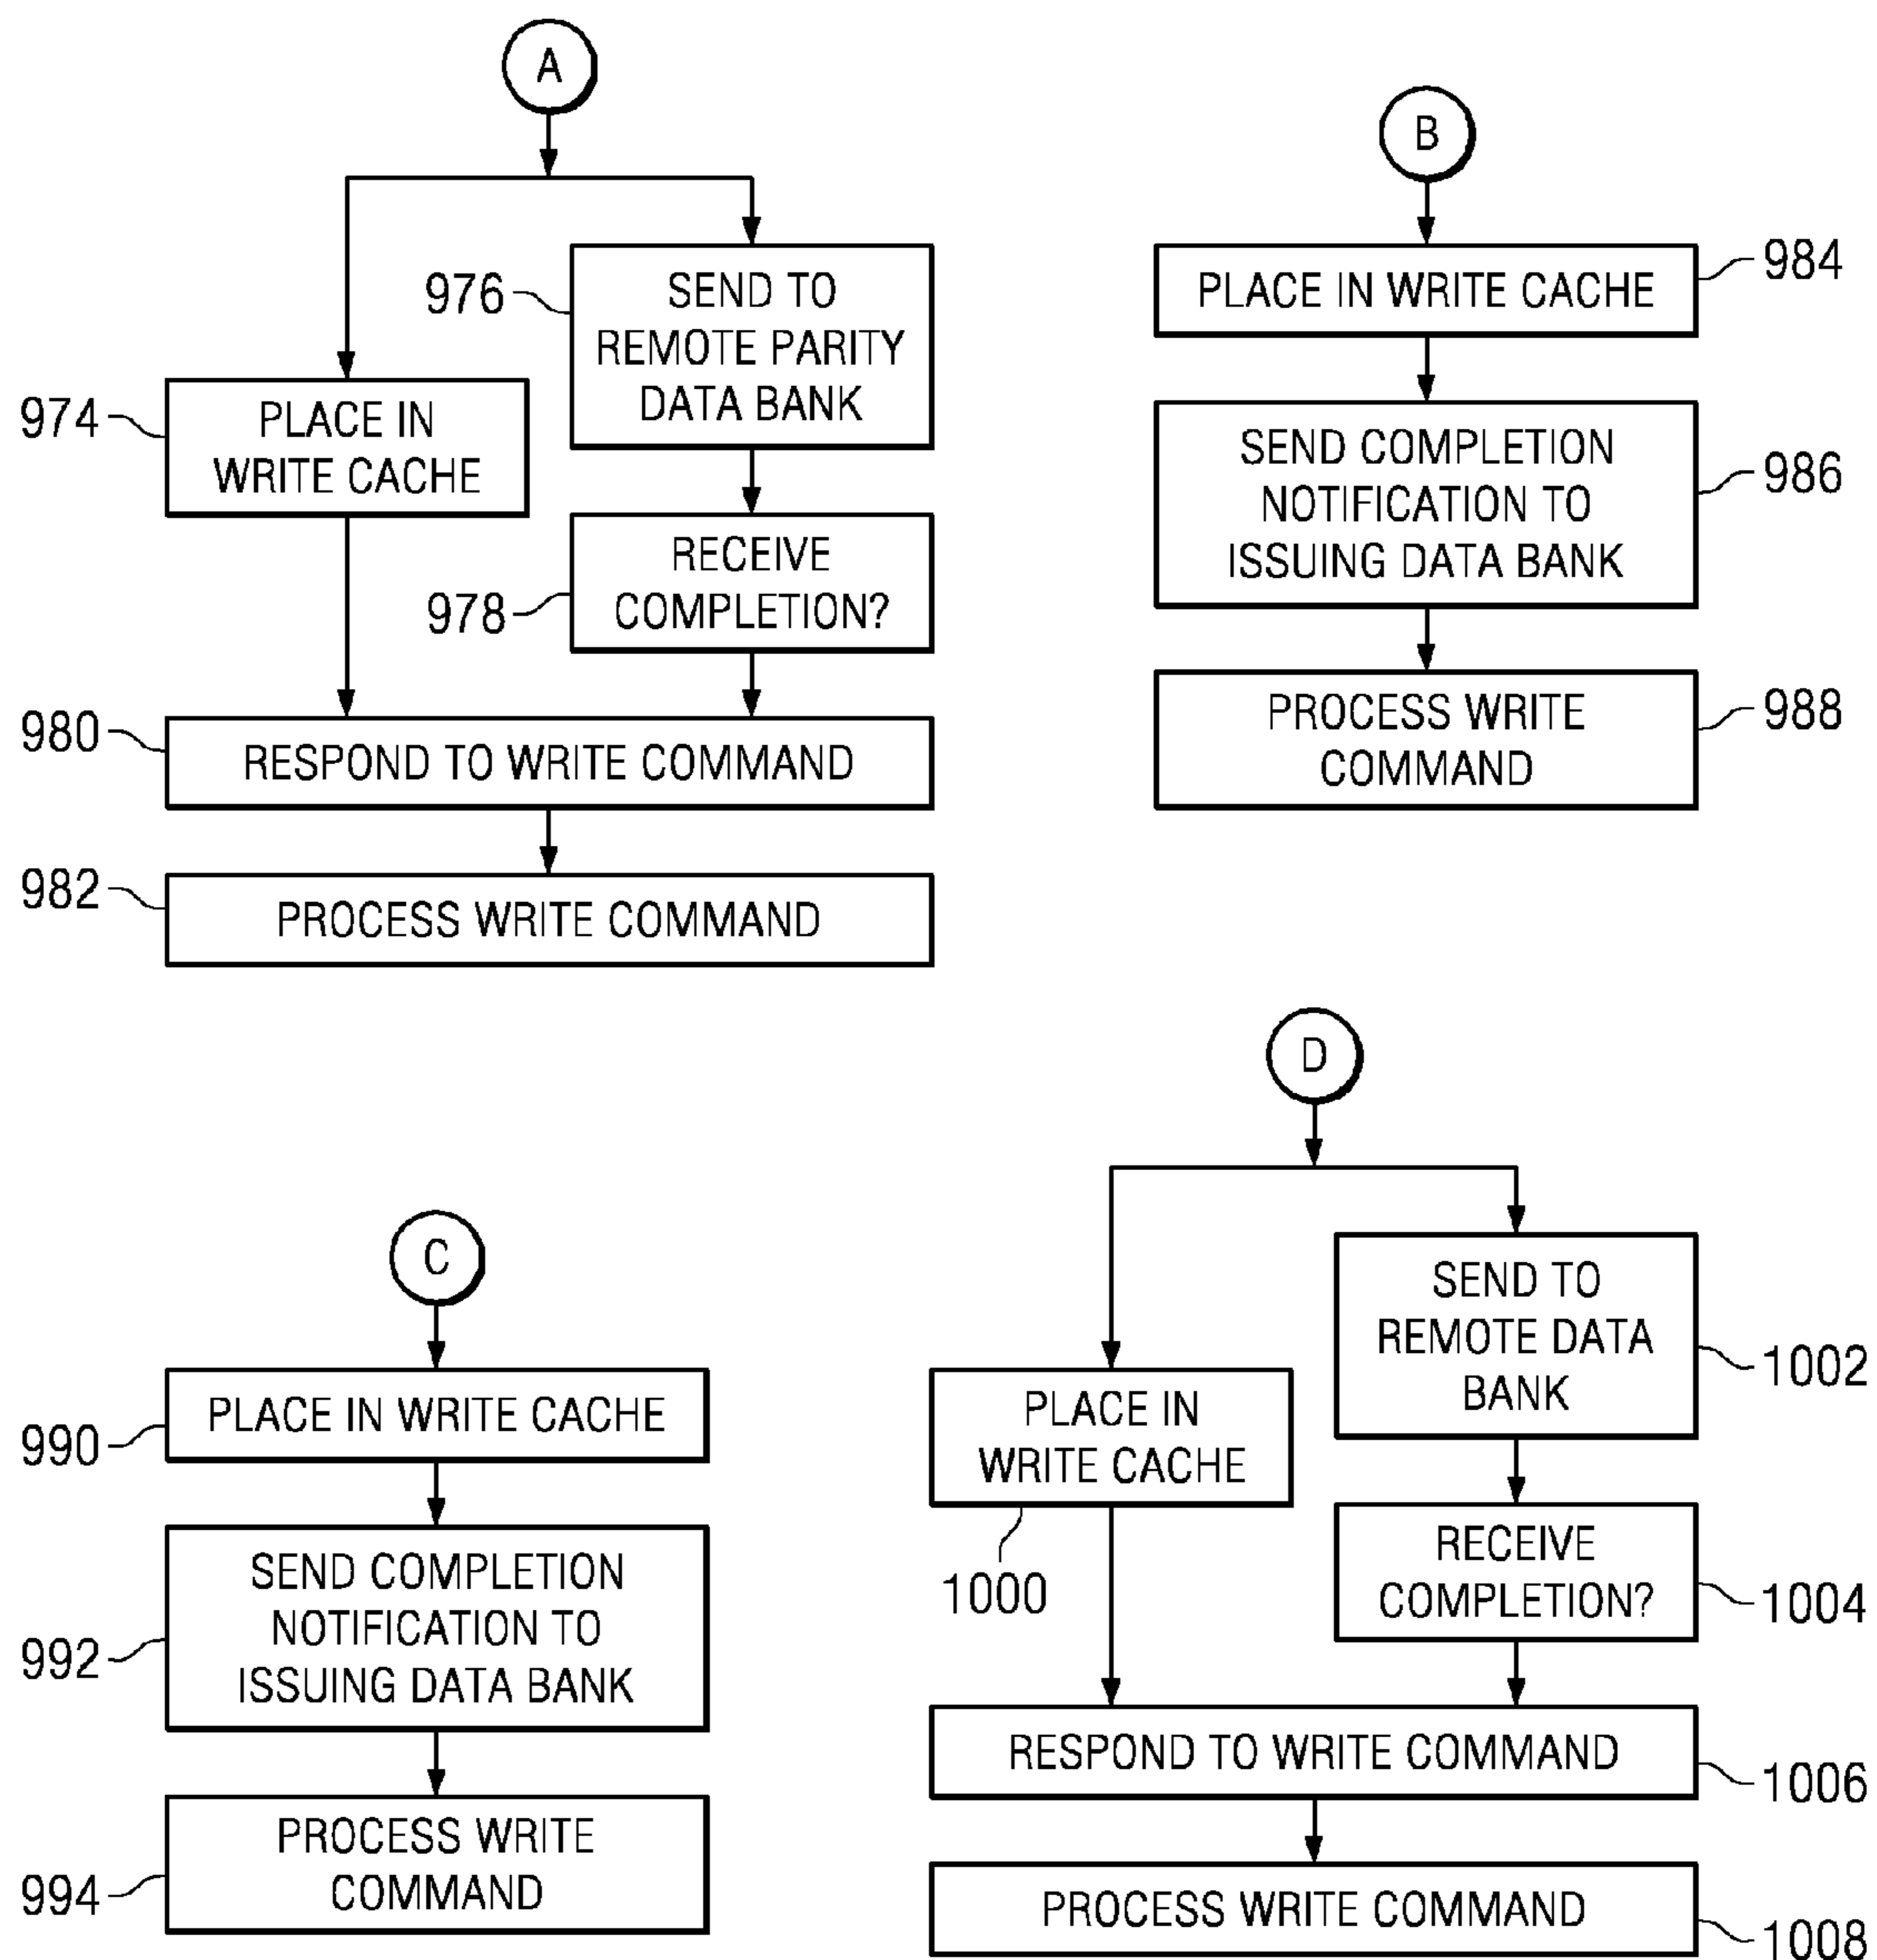 A
976
SEND TO
REMOTE PARITY
DATA BANK
974
PLACE IN
WRITE CACHE
978
RECEIVE
COMPLETION?
980
RESPOND TO WRITE COMMAND
982
PROCESS WRITE COMMAND
B
PLACE IN WRITE CACHE
984
SEND COMPLETION
NOTIFICATION TO
ISSUING DATA BANK
986
PROCESS WRITE
COMMAND
988
C
990
PLACE IN WRITE CACHE
992
SEND COMPLETION
NOTIFICATION TO
ISSUING DATA BANK
994
PROCESS WRITE
COMMAND
D
SEND TO
REMOTE DATA
BANK
1002
PLACE IN
WRITE CACHE
1000
RECEIVE
COMPLETION?
1004
RESPOND TO WRITE COMMAND
1006
PROCESS WRITE COMMAND
1008